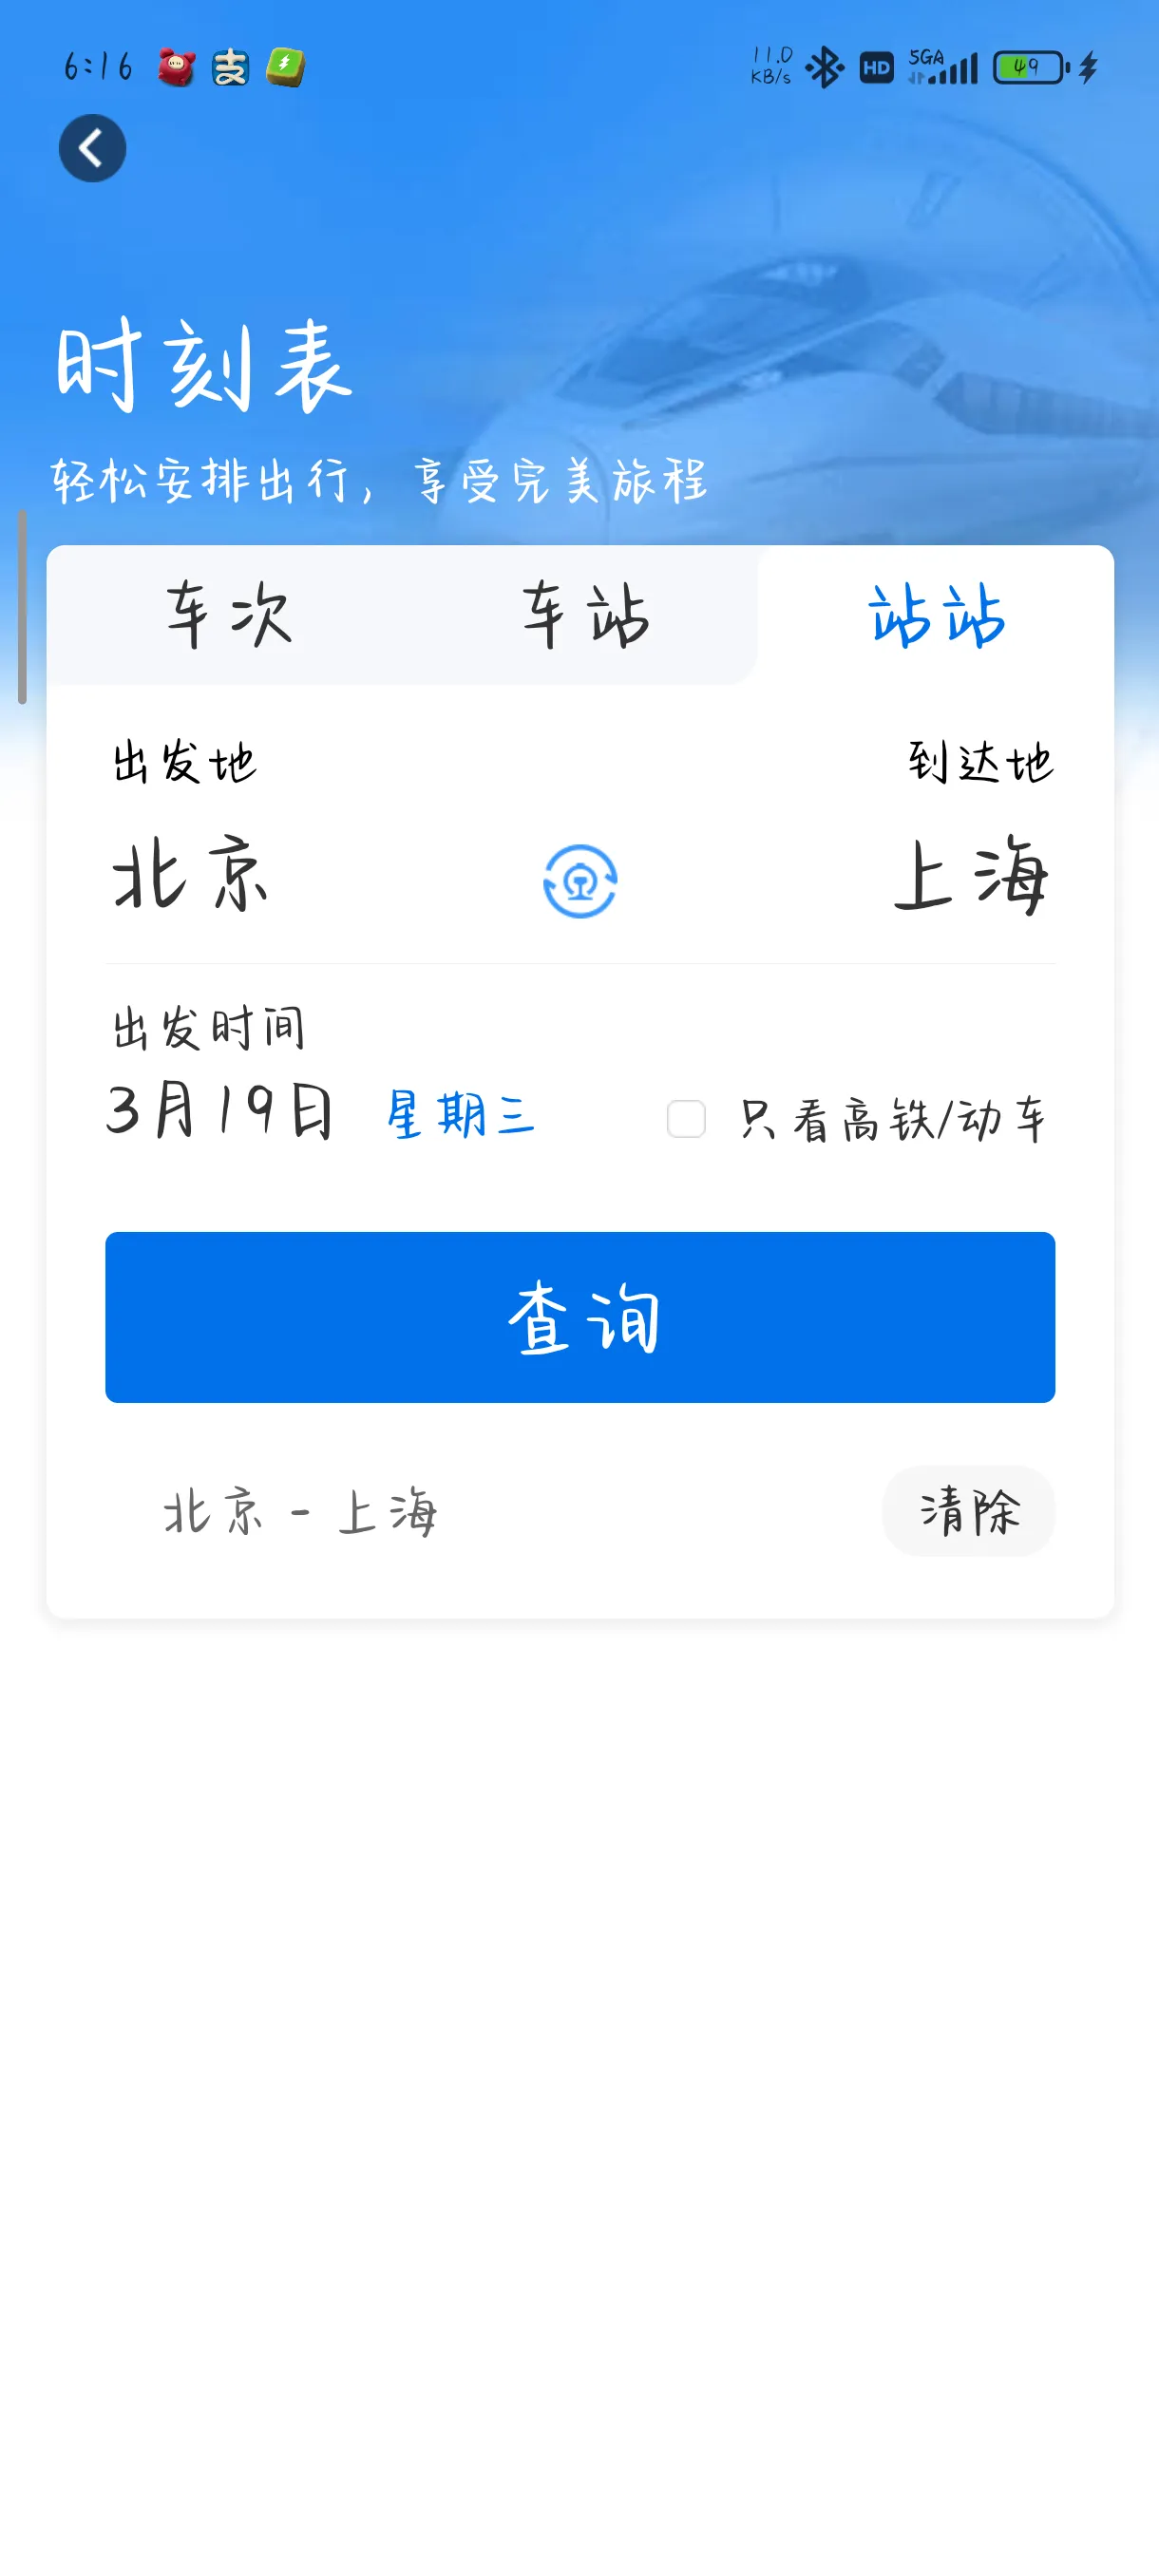 6:16 支 11.0 KB/s HD 5GA 49
时刻表
轻松安排出行，享受完美旅程
车次 车站 站站
出发地 到达地
北京 上海
出发时间
3月19日 星期三 只看高铁/动车
查询
北京 - 上海 清除